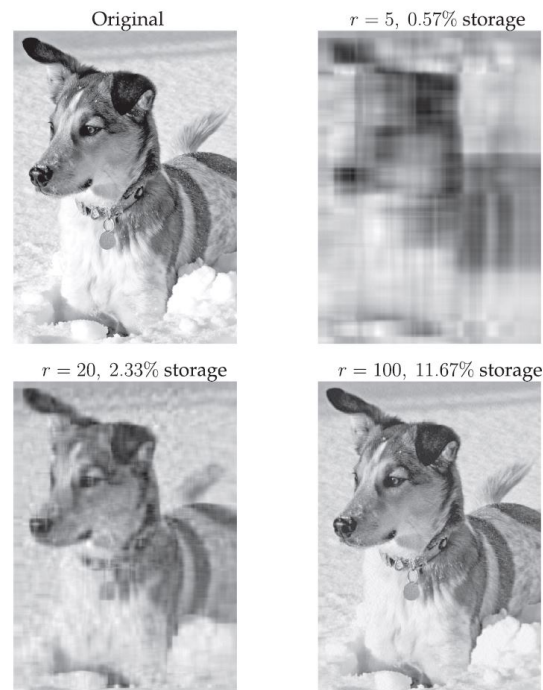 Original
r = 5, 0.57% storage
r = 20, 2.33% storage
r = 100, 11.67% storage